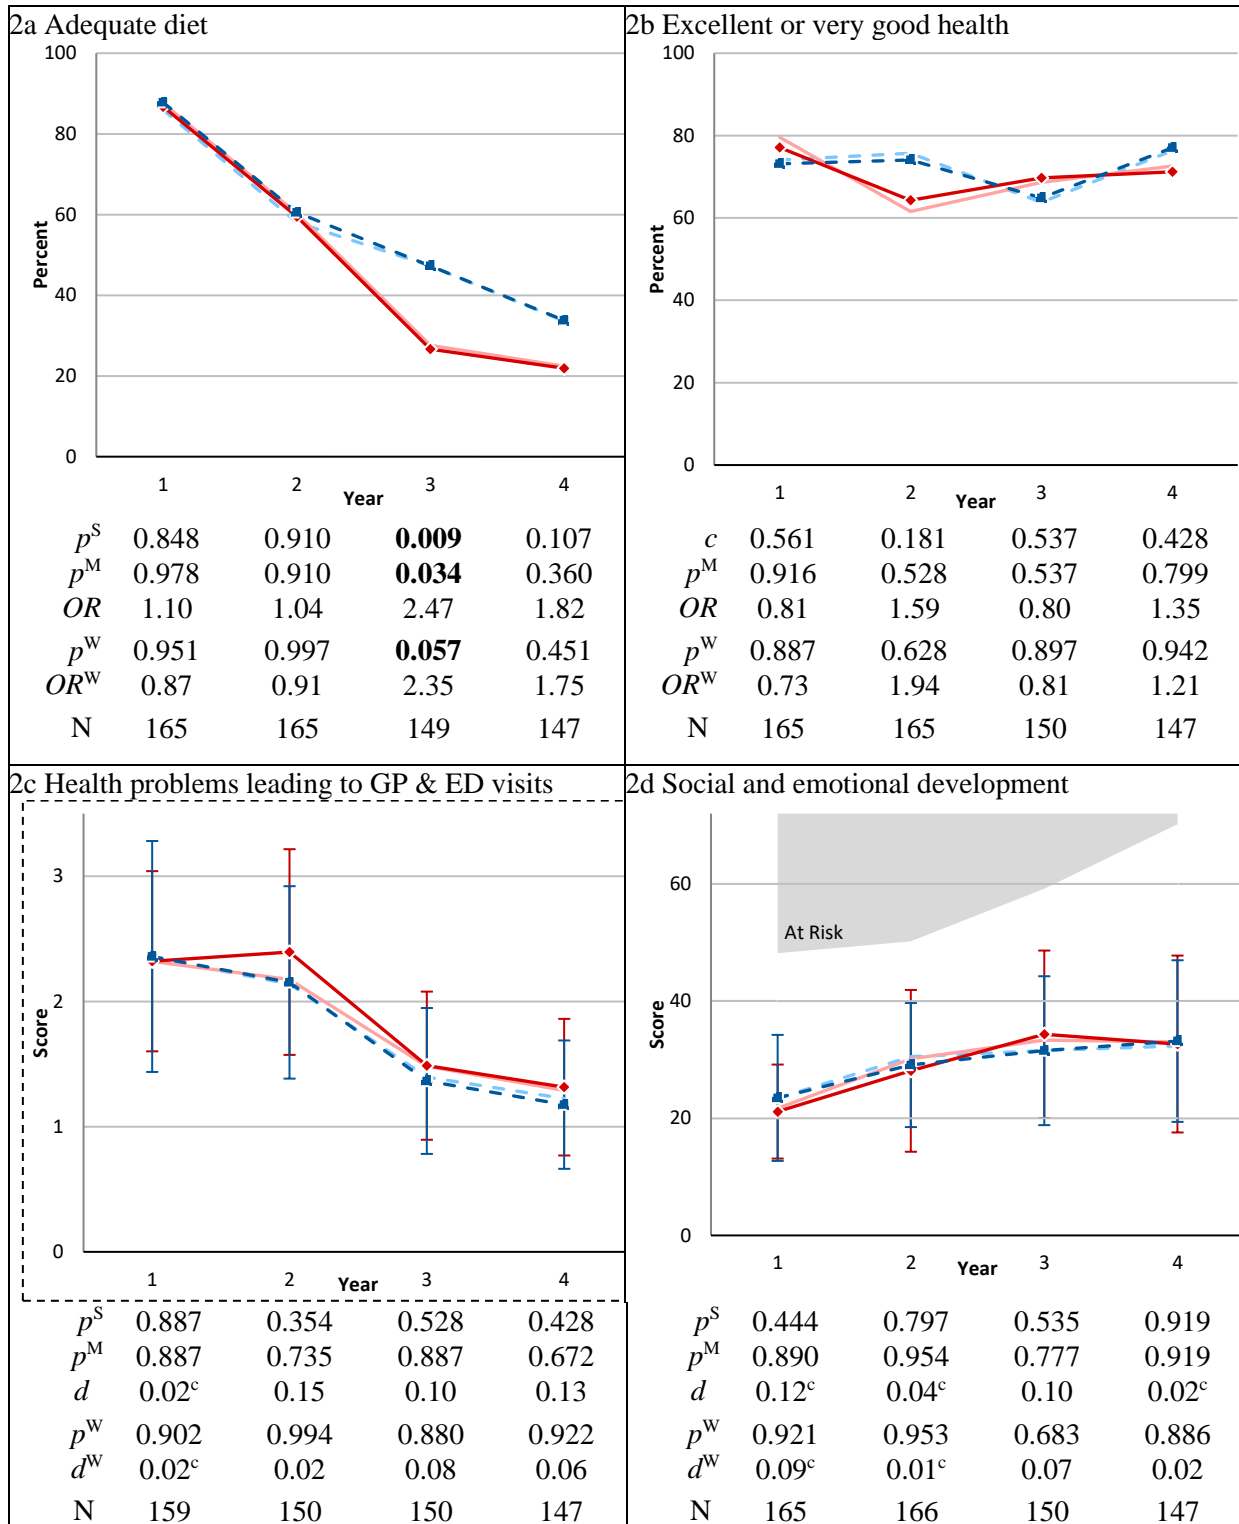 2a Adequate diet
100
80
60
40
20
0
Percent
1 2 3 4
Year
pS 0.848 0.910 0.009 0.107
pM 0.978 0.910 0.034 0.360
OR 1.10 1.04 2.47 1.82
pW 0.951 0.997 0.057 0.451
ORW 0.87 0.91 2.35 1.75
N 165 165 149 147
2b Excellent or very good health
100
80
60
40
20
0
Percent
1 2 3 4
Year
c 0.561 0.181 0.537 0.428
pM 0.916 0.528 0.537 0.799
OR 0.81 1.59 0.80 1.35
pW 0.887 0.628 0.897 0.942
ORW 0.73 1.94 0.81 1.21
N 165 165 150 147
2c Health problems leading to GP & ED visits
3
2
1
0
Score
1 2 3 4
Year
pS 0.887 0.354 0.528 0.428
pM 0.887 0.735 0.887 0.672
d 0.02c 0.15 0.10 0.13
pW 0.902 0.994 0.880 0.922
dW 0.02c 0.02 0.08 0.06
N 159 150 150 147
2d Social and emotional development
60
At Risk
40
20
0
Score
1 2 3 4
Year
pS 0.444 0.797 0.535 0.919
pM 0.890 0.954 0.777 0.919
d 0.12c 0.04c 0.10 0.02c
pW 0.921 0.953 0.683 0.886
dW 0.09c 0.01c 0.07 0.02
N 165 166 150 147